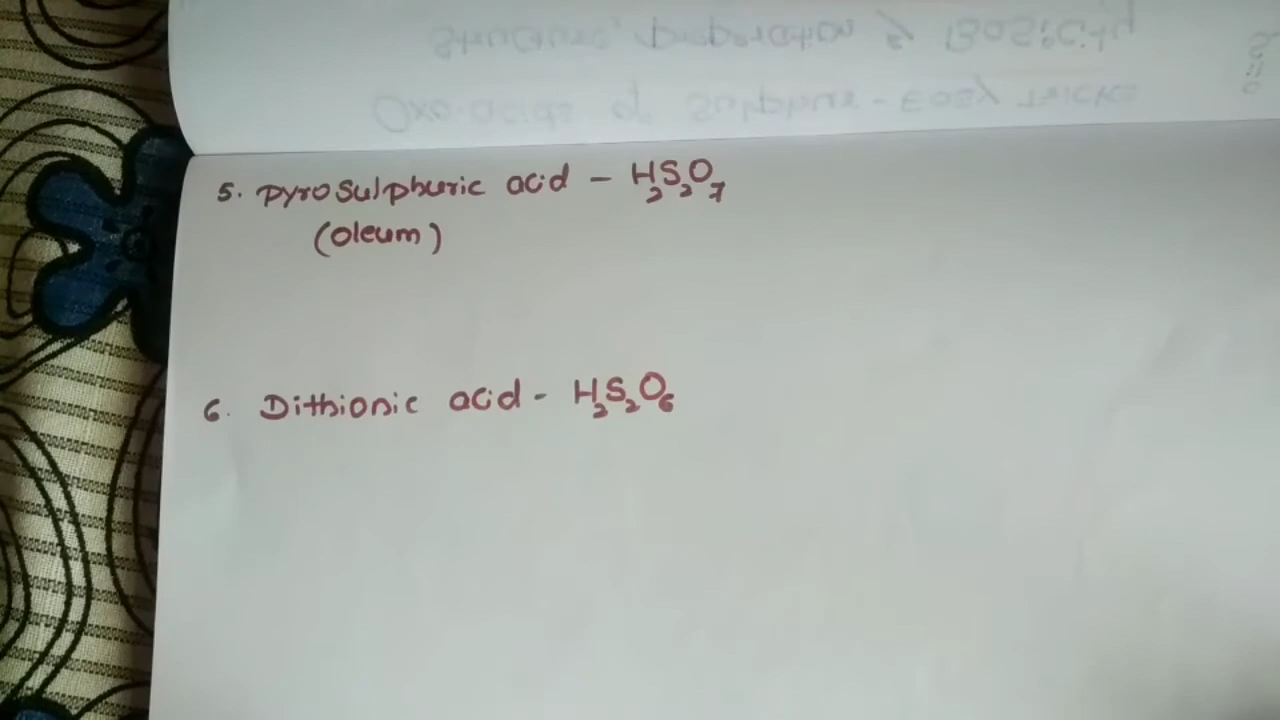 5. Pyrosulphuric acid - H₂S₂O₇
(Oleum)
6. Dithionic acid - H₂S₂O₆